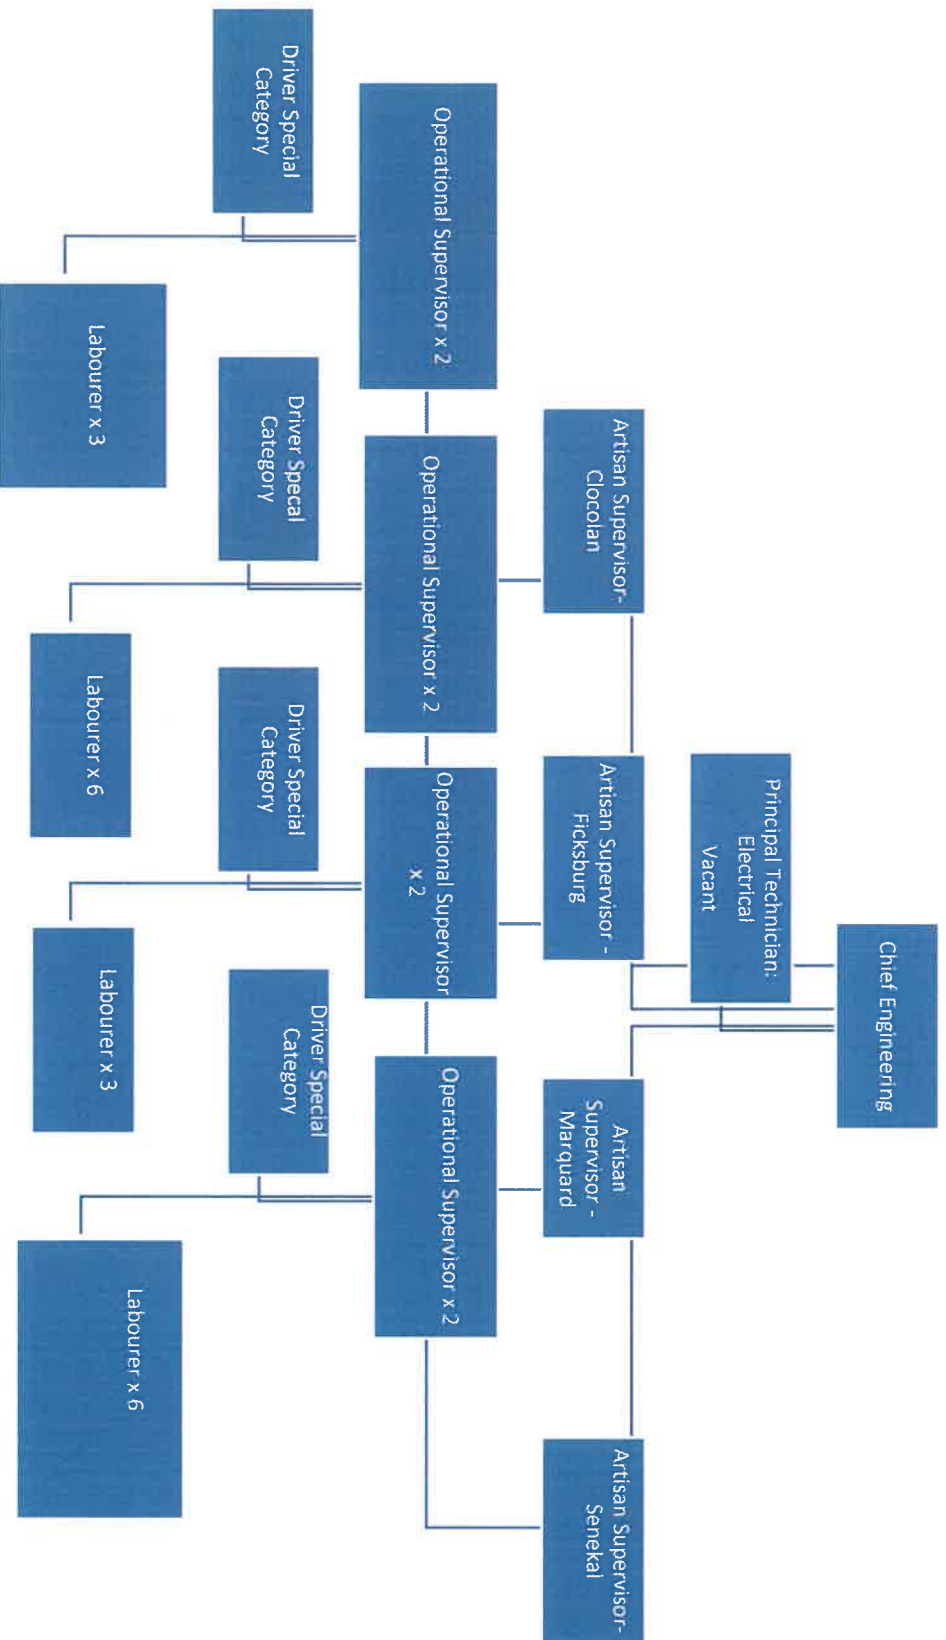 Chief Engineering
Principal Technician:
Electrical
Vacant
Artisan Supervisor-
Clocolan
Artisan Supervisor -
Ficksburg
Artisan
Supervisor -
Marquard
Artisan Supervisor-
Senekal
Operational Supervisor x 2
Operational Supervisor x 2
Operational Supervisor
x 2
Operational Supervisor x 2
Driver Special
Category
Driver Specal
Category
Driver Special
Category
Driver Special
Category
Labourer x 3
Labourer x 6
Labourer x 3
Labourer x 6